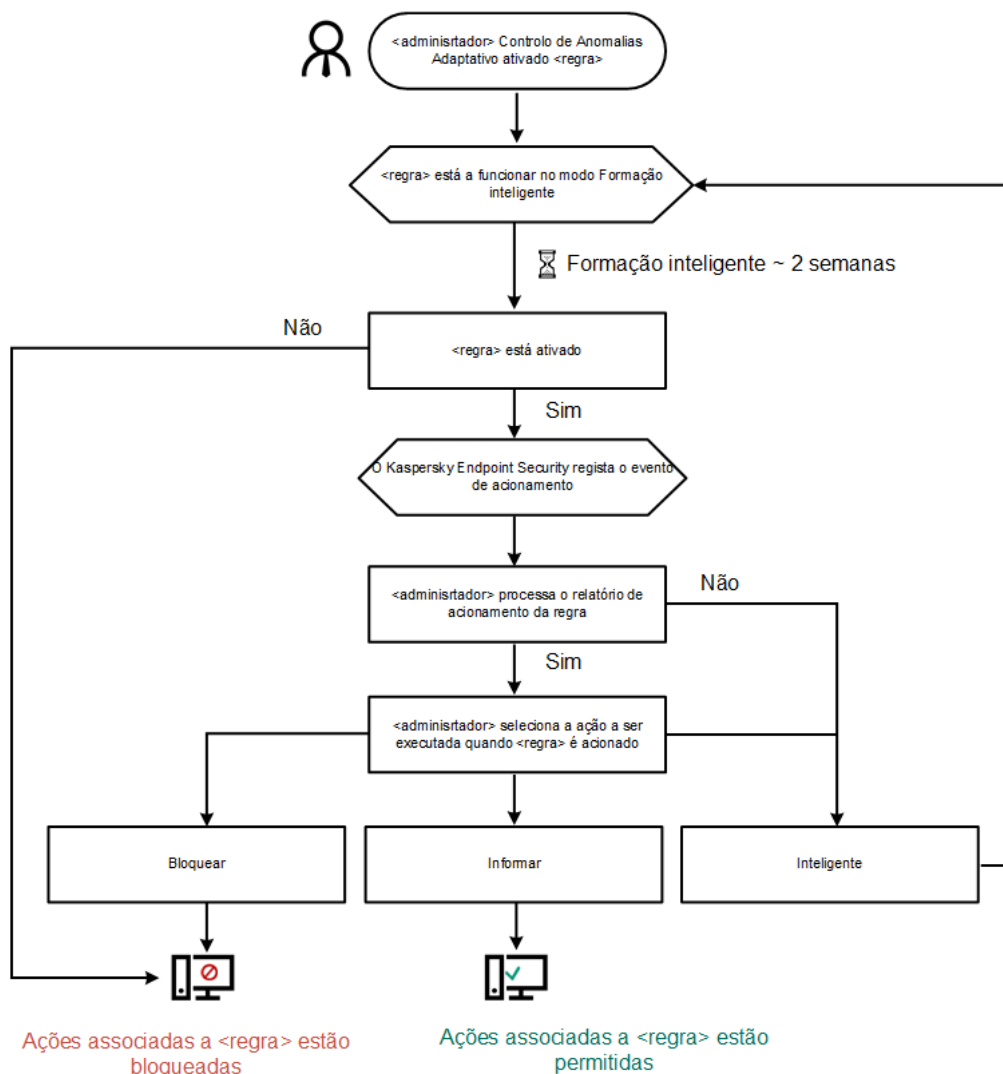 <adminisrtador> Controlo de Anomalias
Adaptativo ativado <regra>
<regra> está a funcionar no modo Formação
inteligente
Formação inteligente ~ 2 semanas
Não
<regra> está ativado
Sim
O Kaspersky Endpoint Security regista o evento
de acionamento
Não
<adminisrtador> processa o relatório de
acionamento da regra
Sim
<adminisrtador> seleciona a ação a ser
executada quando <regra> é acionado
Bloquear
Informar
Inteligente
Ações associadas a <regra> estão
bloqueadas
Ações associadas a <regra> estão
permitidas